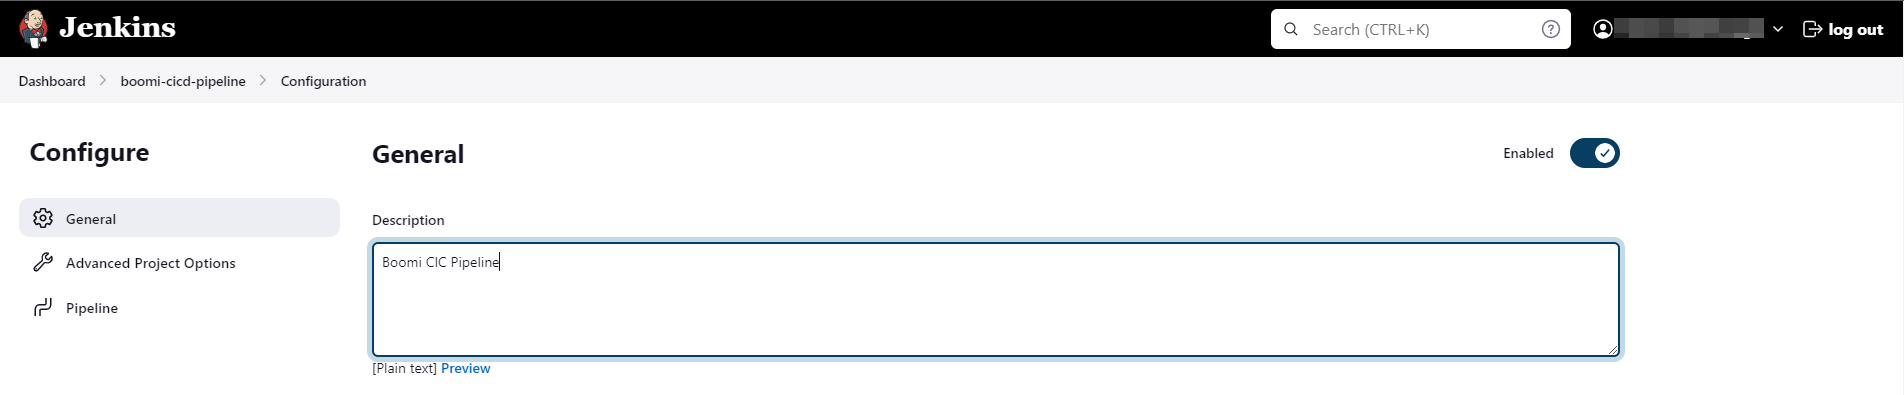 Jenkins
Search (CTRL+K)
log out
Dashboard
boomi-cicd-pipeline
Configuration
Configure
General
Enabled
General
Description
Advanced Project Options
Boomi CIC Pipeline
Pipeline
[Plain text] Preview